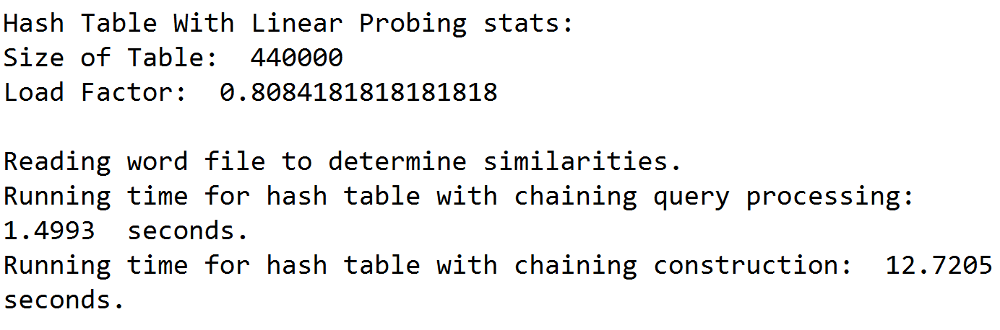 Hash Table With Linear Probing stats:
Size of Table:  440000
Load Factor:  0.8084181818181818
Reading word file to determine similarities.
Running time for hash table with chaining query processing:
1.4993  seconds.
Running time for hash table with chaining construction:  12.7205
seconds.